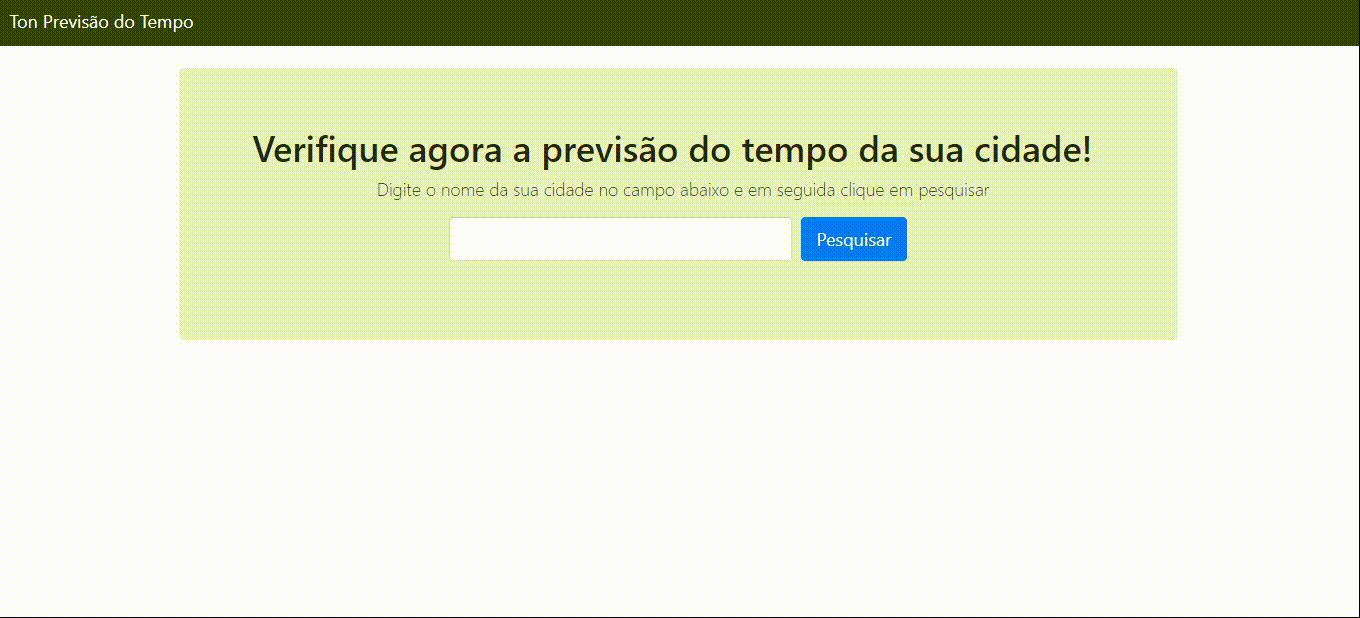 Ton Previsão do Tempo
Verifique agora a previsão do tempo da sua cidade!
Digite o nome da sua cidade no campo abaixo e em seguida clique em pesquisar
Pesquisar